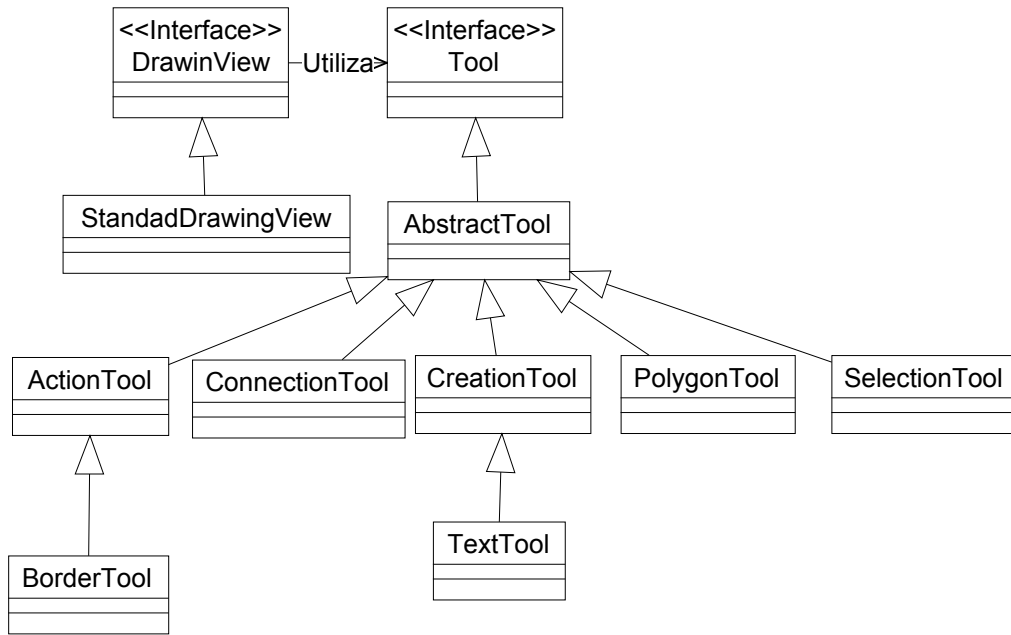 <<Interface>>
DrawinView
Utiliza>
<<Interface>>
Tool
StandadDrawingView
AbstractTool
ActionTool
ConnectionTool
CreationTool
PolygonTool
SelectionTool
TextTool
BorderTool